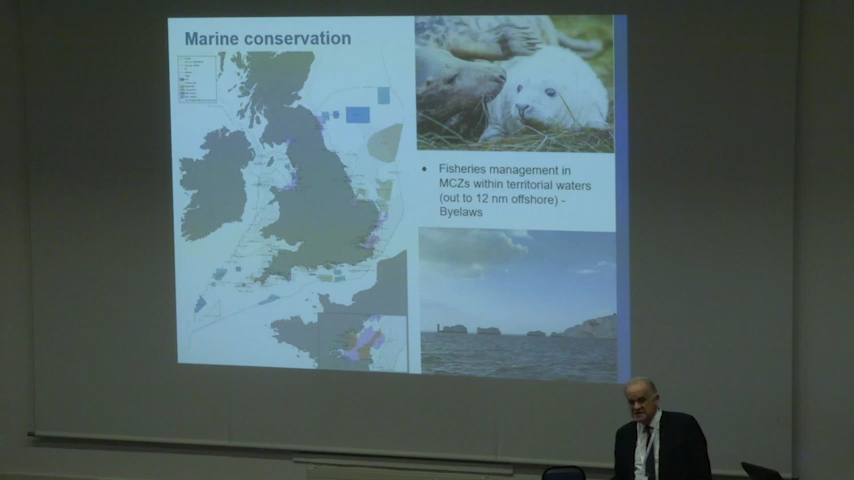 Marine conservation
• Fisheries management in
MCZs within territorial waters
(out to 12 nm offshore) -
Byelaws